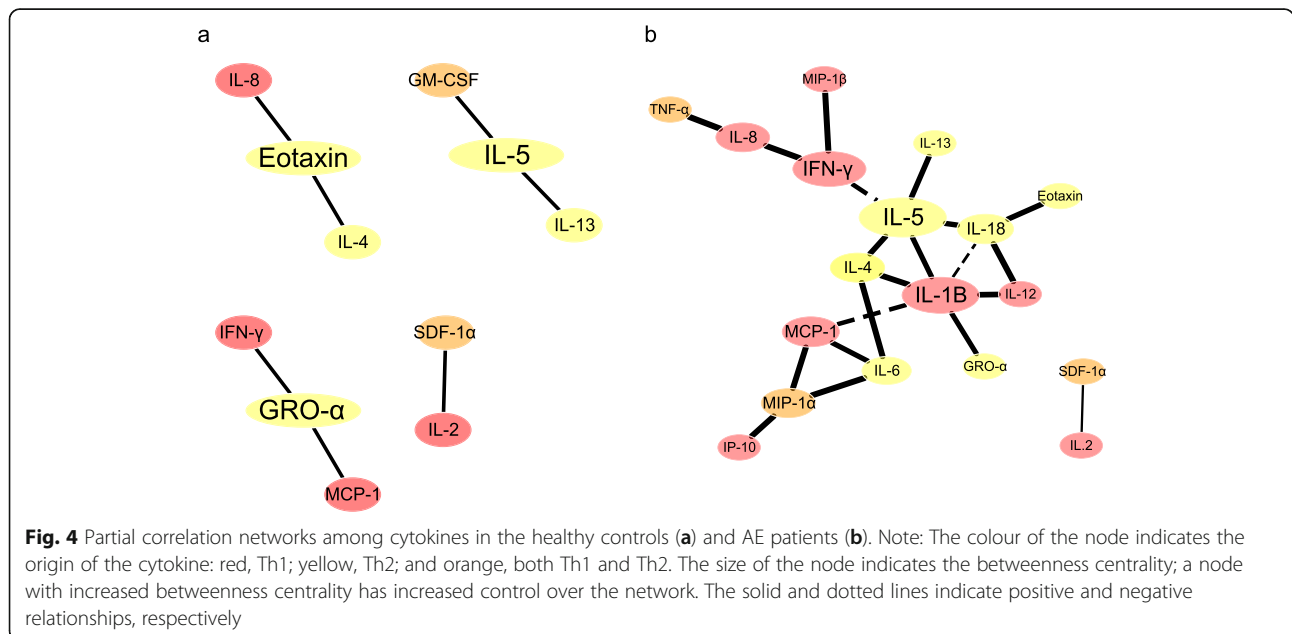 a
b
IL-8
GM-CSF
Eotaxin
IL-5
IL-4
IL-13
IFN-γ
SDF-1α
GRO-α
IL-2
MCP-1
MIP-1β
TNF-α
IL-8
IFN-γ
IL-13
Eotaxin
IL-5
IL-18
IL-4
IL-1B
IL-12
MCP-1
IL-6
GRO-α
SDF-1α
MIP-1α
IP-10
IL.2
Fig. 4 Partial correlation networks among cytokines in the healthy controls (a) and AE patients (b). Note: The colour of the node indicates the
origin of the cytokine: red, Th1; yellow, Th2; and orange, both Th1 and Th2. The size of the node indicates the betweenness centrality; a node
with increased betweenness centrality has increased control over the network. The solid and dotted lines indicate positive and negative
relationships, respectively